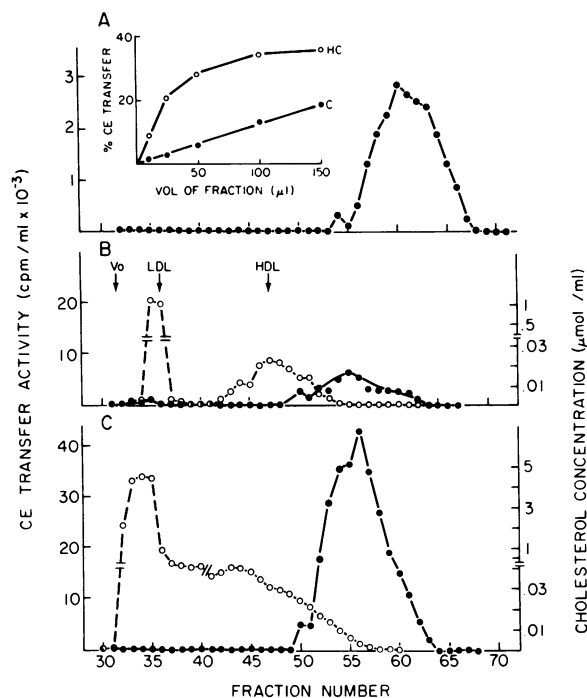 A
40
20
% CE TRANSFER
HC
C
50 100 150
VOL OF FRACTION (μl)
3
2
1
0
B
Vo LDL HDL
20
10
1
.5
.03
.01
C
40
30
20
10
5
3
1
.03
.01
30 35 40 45 50 55 60 65 70
FRACTION NUMBER
CE TRANSFER ACTIVITY (cpm/ml x 10-3)
CHOLESTEROL CONCENTRATION (μmol /ml)